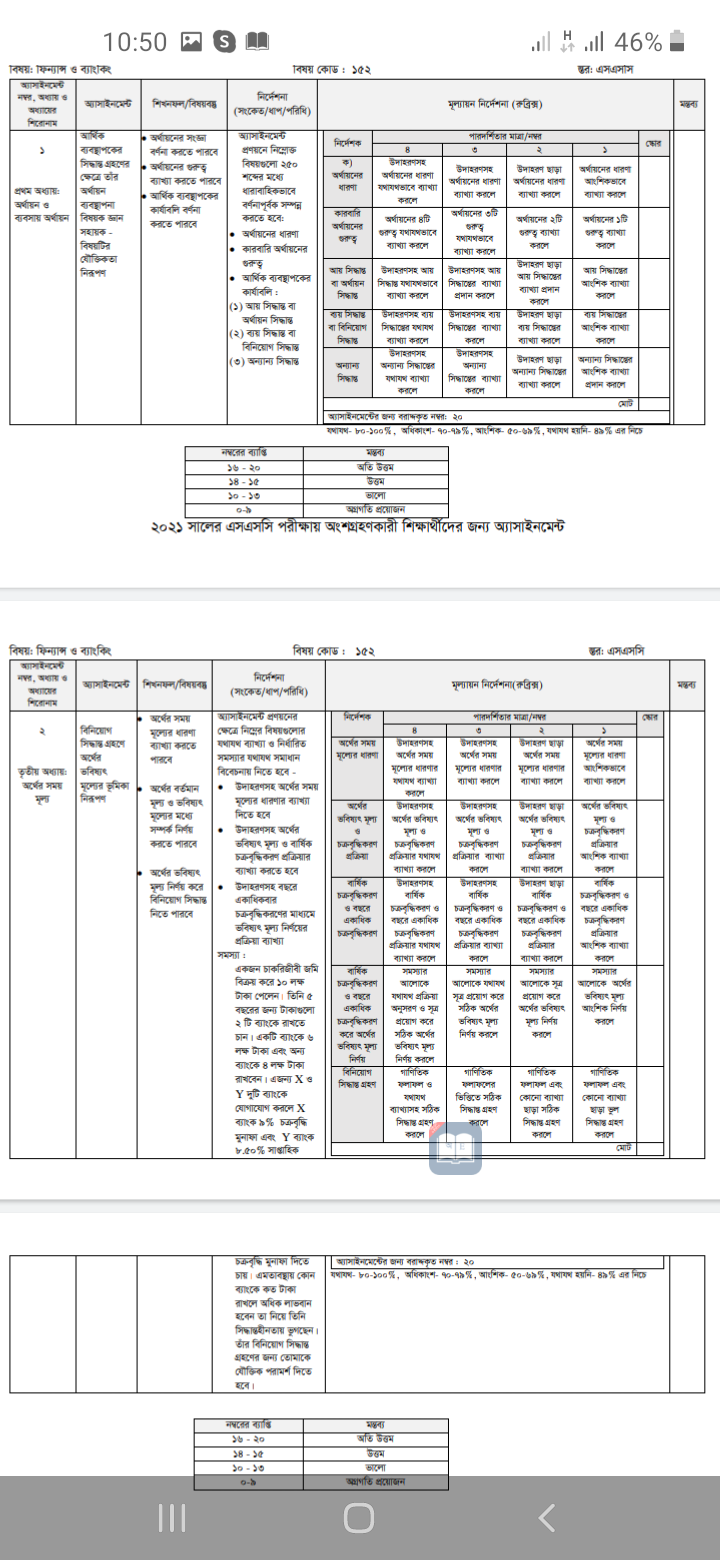 10:50
46%
বিষয়: ফিন্যান্স ও ব্যাংকিং
বিষয় কোড : ১৫২
স্তর: এসএসসি
অ্যাসাইনমেন্ট
নম্বর, অধ্যায় ও
অধ্যায়ের
শিরোনাম
অ্যাসাইনমেন্ট
শিখনফল/বিষয়বস্তু
নির্দেশনা
(সংকেত/ধাপ/পরিধি)
মূল্যায়ন নির্দেশনা (রুব্রিক্স)
মন্তব্য
১
প্রথম অধ্যায়:
অর্থায়ন ও
ব্যবসায় অর্থায়ন
আর্থিক
ব্যবস্থাপকের
সিদ্ধান্ত গ্রহণের
ক্ষেত্রে তাঁর
অর্থায়ন
ব্যবস্থাপনা
বিষয়ক জ্ঞান
সহায়ক -
বিষয়টির
যৌক্তিকতা
নিরূপণ
• অর্থায়নের সংজ্ঞা
বর্ণনা করতে পারবে
• অর্থায়নের গুরুত্ব
ব্যাখ্যা করতে পারবে
• আর্থিক ব্যবস্থাপকের
কার্যাবলি বর্ণনা
করতে পারবে
অ্যাসাইনমেন্ট
প্রণয়নে নিম্নোক্ত
বিষয়গুলো ২৫০
শব্দের মধ্যে
ধারাবাহিকভাবে
বর্ণনাপূর্বক সম্পন্ন
করতে হবে:
• অর্থায়নের ধারণা
• কারবারি অর্থায়নের
গুরুত্ব
• আর্থিক ব্যবস্থাপকের
কার্যাবলি :
(১) আয় সিদ্ধান্ত বা
অর্থায়ন সিদ্ধান্ত
(২) ব্যয় সিদ্ধান্ত বা
বিনিয়োগ সিদ্ধান্ত
(৩) অন্যান্য সিদ্ধান্ত
নির্দেশক
পারদর্শিতার মাত্রা/নম্বর
স্কোর
৪ ৩ ২ ১
ক)
অর্থায়নের
ধারণা
উদাহরণসহ
অর্থায়নের ধারণা
যথাযথভাবে ব্যাখ্যা
করলে
উদাহরণসহ
অর্থায়নের ধারণা
ব্যাখ্যা করলে
উদাহরণ ছাড়া
অর্থায়নের ধারণা
ব্যাখ্যা করলে
অর্থায়নের ধারণা
আংশিকভাবে
ব্যাখ্যা করলে
কারবারি
অর্থায়নের
গুরুত্ব
অর্থায়নের ৪টি
গুরুত্ব যথাযথভাবে
ব্যাখ্যা করলে
অর্থায়নের ৩টি
গুরুত্ব
যথাযথভাবে
ব্যাখ্যা করলে
অর্থায়নের ২টি
গুরুত্ব ব্যাখ্যা
করলে
অর্থায়নের ১টি
গুরুত্ব ব্যাখ্যা
করলে
আয় সিদ্ধান্ত
বা অর্থায়ন
সিদ্ধান্ত
উদাহরণসহ আয়
সিদ্ধান্ত যথাযথভাবে
ব্যাখ্যা করলে
উদাহরণসহ আয়
সিদ্ধান্তের ব্যাখ্যা
প্রদান করলে
উদাহরণ ছাড়া
আয় সিদ্ধান্তের
ব্যাখ্যা প্রদান
করলে
আয় সিদ্ধান্তের
আংশিক ব্যাখ্যা
করলে
ব্যয় সিদ্ধান্ত
বা বিনিয়োগ
সিদ্ধান্ত
উদাহরণসহ ব্যয়
সিদ্ধান্তের যথাযথ
ব্যাখ্যা করলে
উদাহরণসহ ব্যয়
সিদ্ধান্তের ব্যাখ্যা
করলে
উদাহরণ ছাড়া
ব্যয় সিদ্ধান্তের
ব্যাখ্যা করলে
ব্যয় সিদ্ধান্তের
আংশিক ব্যাখ্যা
করলে
অন্যান্য
সিদ্ধান্ত
উদাহরণসহ
অন্যান্য সিদ্ধান্তের
যথাযথ ব্যাখ্যা
করলে
উদাহরণসহ
অন্যান্য
সিদ্ধান্তের ব্যাখ্যা
করলে
উদাহরণ ছাড়া
অন্যান্য সিদ্ধান্তের
ব্যাখ্যা করলে
অন্যান্য সিদ্ধান্তের
আংশিক ব্যাখ্যা
প্রদান করলে
মোট
অ্যাসাইনমেন্টের জন্য বরাদ্দকৃত নম্বর: ২০
যথাযথ- ৮০-১০০%, অধিকাংশ- ৭০-৭৯%, আংশিক- ৫০-৬৯%, যথাযথ হয়নি- ৪৯% এর নিচে
নম্বরের ব্যাপ্তি মন্তব্য
১৬ - ২০ অতি উত্তম
১৪ - ১৫ উত্তম
১০ - ১৩ ভালো
০-৯ অগ্রগতি প্রয়োজন
২০২১ সালের এসএসসি পরীক্ষায় অংশগ্রহণকারী শিক্ষার্থীদের জন্য অ্যাসাইনমেন্ট
বিষয়: ফিন্যান্স ও ব্যাংকিং
বিষয় কোড : ১৫২
স্তর: এসএসসি
অ্যাসাইনমেন্ট
নম্বর, অধ্যায় ও
অধ্যায়ের
শিরোনাম
অ্যাসাইনমেন্ট
শিখনফল/বিষয়বস্তু
নির্দেশনা
(সংকেত/ধাপ/পরিধি)
মূল্যায়ন নির্দেশনা(রুব্রিক্স)
মন্তব্য
২
তৃতীয় অধ্যায়:
অর্থের সময়
মূল্য
বিনিয়োগ
সিদ্ধান্ত গ্রহণে
অর্থের
ভবিষ্যৎ
মূল্যের ভূমিকা
নিরূপণ
• অর্থের সময়
মূল্যের ধারণা
ব্যাখ্যা করতে
পারবে
• অর্থের বর্তমান
মূল্য ও ভবিষ্যৎ
মূল্যের মধ্যে
সম্পর্ক নির্ণয়
করতে পারবে
• অর্থের ভবিষ্যৎ
মূল্য নির্ণয় করে
বিনিয়োগ সিদ্ধান্ত
নিতে পারবে
অ্যাসাইনমেন্ট প্রণয়নের
ক্ষেত্রে নিম্নের বিষয়গুলোর
যথাযথ ব্যাখ্যা ও নির্ধারিত
সমস্যার যথাযথ সমাধান
বিবেচনায় নিতে হবে -
• উদাহরণসহ অর্থের সময়
মূল্যের ধারণার ব্যাখ্যা
দিতে হবে
• উদাহরণসহ অর্থের
ভবিষ্যৎ মূল্য ও বার্ষিক
চক্রবৃদ্ধিকরণ প্রক্রিয়ার
ব্যাখ্যা করতে হবে
• উদাহরণসহ বছরে
একাধিকবার
চক্রবৃদ্ধিকরণের মাধ্যমে
ভবিষ্যৎ মূল্য নির্ণয়ের
প্রক্রিয়া ব্যাখ্যা
সমস্যা :
একজন চাকরিজীবী জমি
বিক্রয় করে ১০ লক্ষ
টাকা পেলেন। তিনি ৫
বছরের জন্য টাকাগুলো
২ টি ব্যাংকে রাখতে
চান। একটি ব্যাংকে ৬
লক্ষ টাকা এবং অন্য
ব্যাংকে ৪ লক্ষ টাকা
রাখবেন। এজন্য X ও
Y দুটি ব্যাংকে
যোগাযোগ করলে X
ব্যাংক ৯% চক্রবৃদ্ধি
মুনাফা এবং Y ব্যাংক
৮.৫০% সাপ্তাহিক
নির্দেশক
পারদর্শিতার মাত্রা/নম্বর
স্কোর
৪ ৩ ২ ১
অর্থের সময়
মূল্যের ধারণা
উদাহরণসহ
অর্থের সময়
মূল্যের ধারণার
যথাযথ ব্যাখ্যা
করলে
উদাহরণসহ
অর্থের সময়
মূল্যের ধারণার
ব্যাখ্যা করলে
উদাহরণ ছাড়া
অর্থের সময়
মূল্যের ধারণার
ব্যাখ্যা করলে
অর্থের সময়
মূল্যের ধারণা
আংশিকভাবে
ব্যাখ্যা করলে
অর্থের
ভবিষ্যৎ মূল্য
ও
চক্রবৃদ্ধিকরণ
প্রক্রিয়া
উদাহরণসহ
অর্থের ভবিষ্যৎ
মূল্য ও
চক্রবৃদ্ধিকরণ
প্রক্রিয়ার যথাযথ
ব্যাখ্যা করলে
উদাহরণসহ
অর্থের ভবিষ্যৎ
মূল্য ও
চক্রবৃদ্ধিকরণ
প্রক্রিয়ার ব্যাখ্যা
করলে
উদাহরণ ছাড়া
অর্থের ভবিষ্যৎ
মূল্য ও
চক্রবৃদ্ধিকরণ
প্রক্রিয়ার
ব্যাখ্যা করলে
অর্থের ভবিষ্যৎ
মূল্য ও
চক্রবৃদ্ধিকরণ
প্রক্রিয়ার
আংশিক ব্যাখ্যা
করলে
বার্ষিক
চক্রবৃদ্ধিকরণ
ও বছরে
একাধিক
চক্রবৃদ্ধিকরণ
উদাহরণসহ
বার্ষিক
চক্রবৃদ্ধিকরণ ও
বছরে একাধিক
চক্রবৃদ্ধিকরণ
প্রক্রিয়ার যথাযথ
ব্যাখ্যা করলে
উদাহরণসহ
বার্ষিক
চক্রবৃদ্ধিকরণ ও
বছরে একাধিক
চক্রবৃদ্ধিকরণ
প্রক্রিয়ার ব্যাখ্যা
করলে
উদাহরণ ছাড়া
বার্ষিক
চক্রবৃদ্ধিকরণ ও
বছরে একাধিক
চক্রবৃদ্ধিকরণ
প্রক্রিয়ার
ব্যাখ্যা করলে
বার্ষিক
চক্রবৃদ্ধিকরণ ও
বছরে একাধিক
চক্রবৃদ্ধিকরণ
প্রক্রিয়ার
আংশিক ব্যাখ্যা
করলে
বার্ষিক
চক্রবৃদ্ধিকরণ
ও বছরে
একাধিক
চক্রবৃদ্ধিকরণ
করে অর্থের
ভবিষ্যৎ মূল্য
নির্ণয়
সমস্যার
আলোকে
যথাযথ প্রক্রিয়া
অনুসরণ ও সূত্র
প্রয়োগ করে
সঠিক অর্থের
ভবিষ্যৎ মূল্য
নির্ণয় করলে
সমস্যার
আলোকে যথাযথ
সূত্র প্রয়োগ করে
সঠিক অর্থের
ভবিষ্যৎ মূল্য
নির্ণয় করলে
সমস্যার
আলোকে সূত্র
প্রয়োগ করে
অর্থের ভবিষ্যৎ
মূল্য নির্ণয়
করলে
সমস্যার
আলোকে অর্থের
ভবিষ্যৎ মূল্য
আংশিক নির্ণয়
করলে
বিনিয়োগ
সিদ্ধান্ত গ্রহণ
গাণিতিক
ফলাফল ও
যথাযথ
ব্যাখ্যাসহ সঠিক
সিদ্ধান্ত গ্রহণ
করলে
গাণিতিক
ফলাফলের
ভিত্তিতে সঠিক
সিদ্ধান্ত গ্রহণ
করলে
গাণিতিক
ফলাফল এবং
কোনো ব্যাখ্যা
ছাড়া সঠিক
সিদ্ধান্ত গ্রহণ
করলে
গাণিতিক
ফলাফল এবং
কোনো ব্যাখ্যা
ছাড়া ভুল
সিদ্ধান্ত গ্রহণ
করলে
মোট
চক্রবৃদ্ধি মুনাফা দিতে
চায়। এমতাবস্থায় কোন
ব্যাংকে কত টাকা
রাখলে অধিক লাভবান
হবেন তা নিয়ে তিনি
সিদ্ধান্তহীনতায় ভুগছেন।
তাঁর বিনিয়োগ সিদ্ধান্ত
গ্রহণের জন্য তোমাকে
যৌক্তিক পরামর্শ দিতে
হবে।
অ্যাসাইনমেন্টের জন্য বরাদ্দকৃত নম্বর : ২০
যথাযথ- ৮০-১০০%, অধিকাংশ- ৭০-৭৯%, আংশিক- ৫০-৬৯%, যথাযথ হয়নি- ৪৯% এর নিচে
নম্বরের ব্যাপ্তি মন্তব্য
১৬ - ২০ অতি উত্তম
১৪ - ১৫ উত্তম
১০ - ১৩ ভালো
০-৯ অগ্রগতি প্রয়োজন